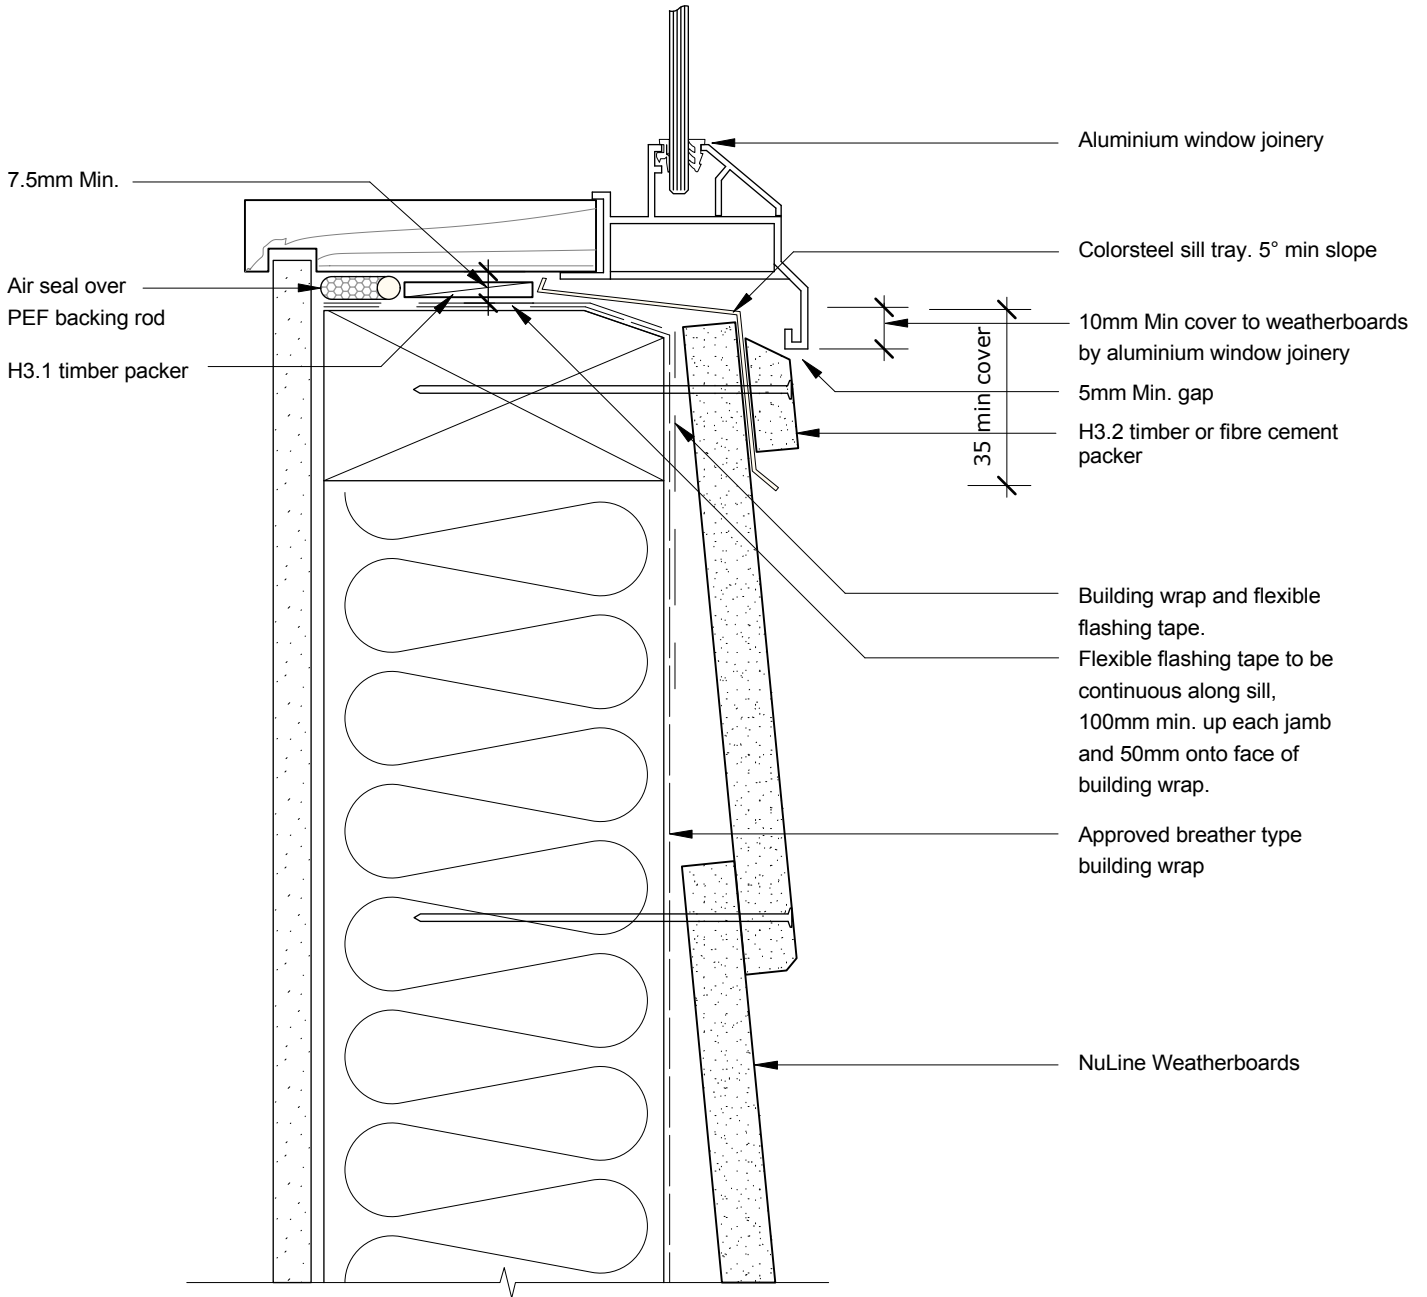 Aluminium window joinery
7.5mm Min.
Colorsteel sill tray. 5° min slope
Air seal over
PEF backing rod
10mm Min cover to weatherboards
by aluminium window joinery
H3.1 timber packer
35 min cover
5mm Min. gap
H3.2 timber or fibre cement
packer
Building wrap and flexible
flashing tape.
Flexible flashing tape to be
continuous along sill,
100mm min. up each jamb
and 50mm onto face of
building wrap.
Approved breather type
building wrap
NuLine Weatherboards